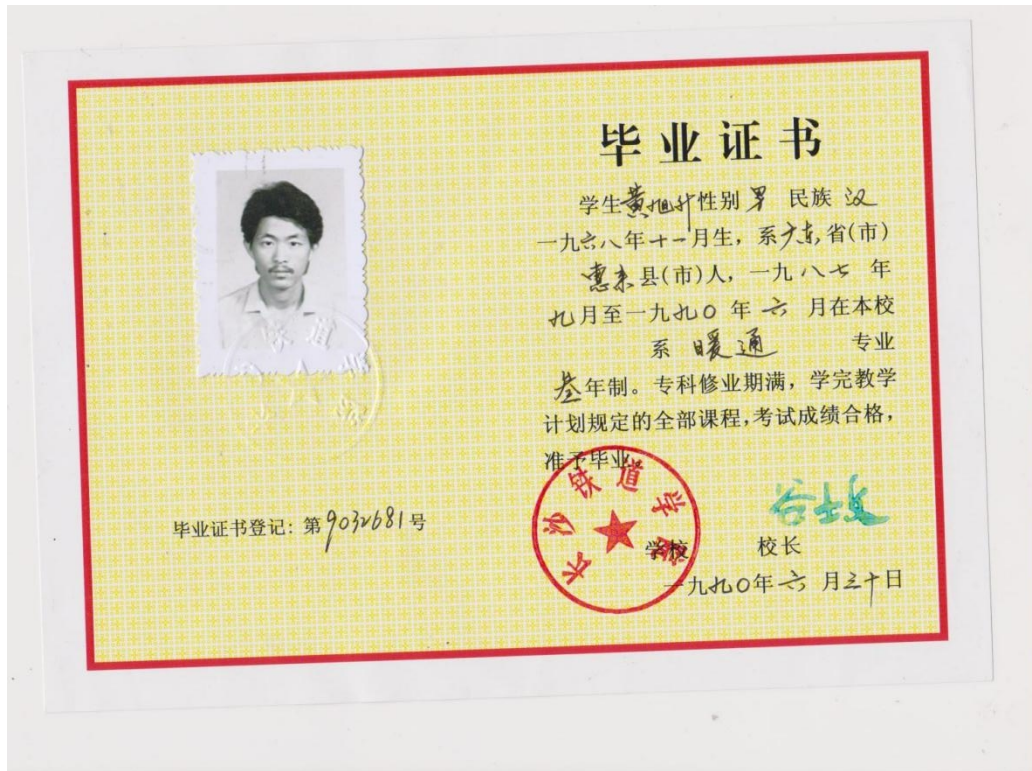 毕业证书
学生黄旭升性别男 民族 汉
一九六八年十一月生，系广东省(市)
惠来县(市)人，一九八七 年
九月至一九九〇年 六 月在本校
系 暖通 专业
叁年制。专科修业期满，学完教学
计划规定的全部课程,考试成绩合格，
准予毕业。
长沙铁道学院
学校 校长
一九九〇年 六 月三十日
毕业证书登记: 第9032681号